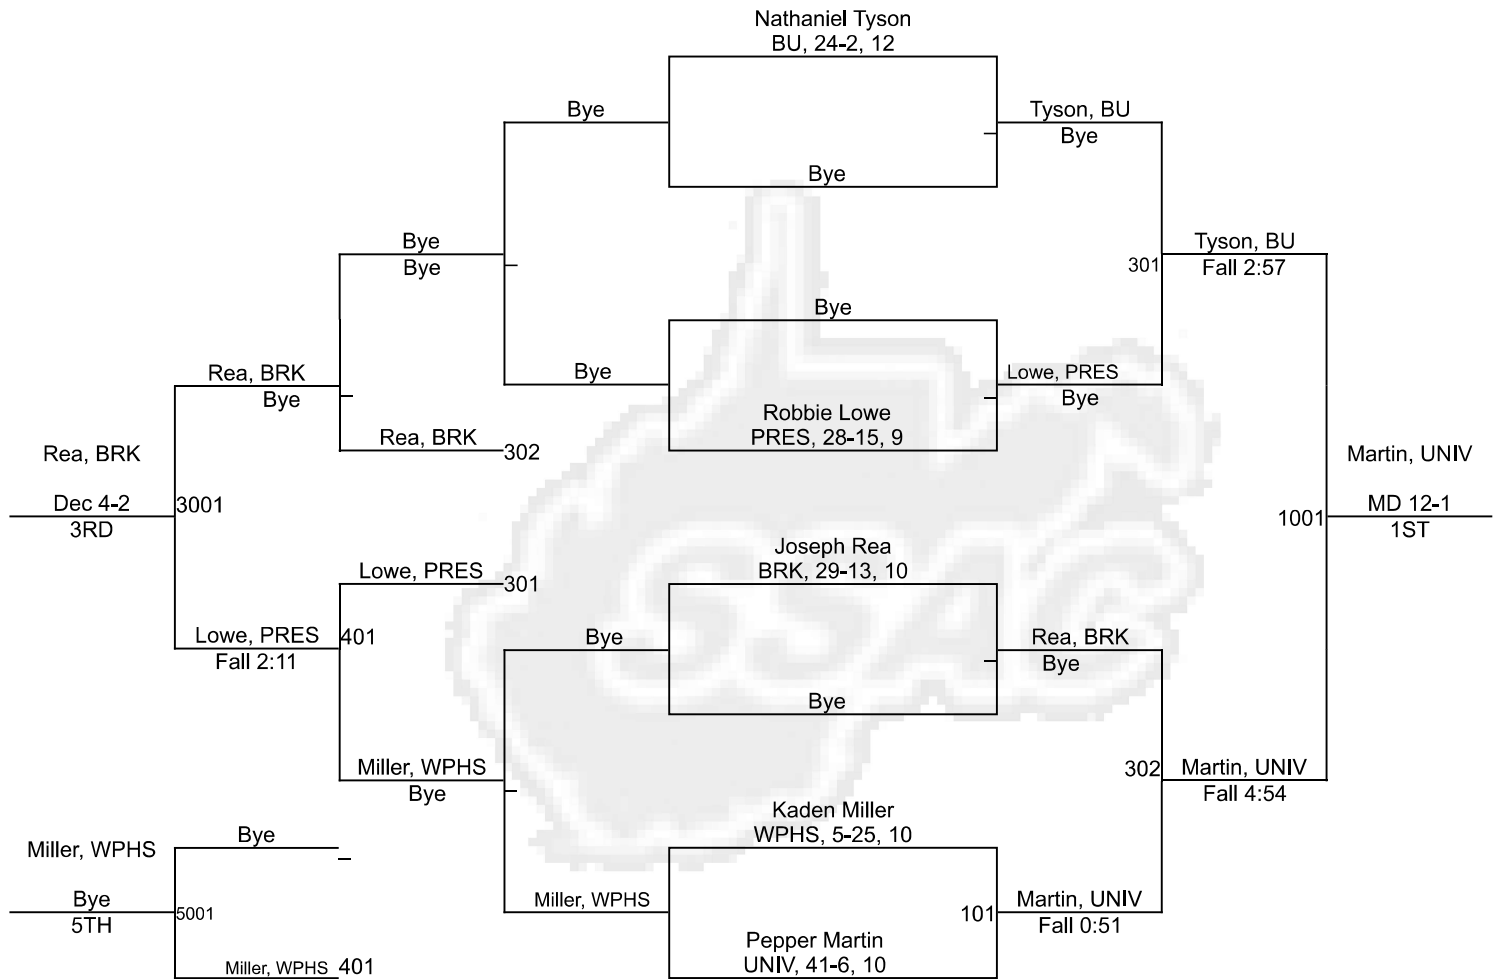 Nathaniel Tyson
BU, 24-2, 12
Bye
Tyson, BU
Bye
Bye
Bye
Bye
Tyson, BU
301
Fall 2:57
Bye
Rea, BRK
Bye
Bye
Lowe, PRES
Bye
Robbie Lowe
PRES, 28-15, 9
Rea, BRK
302
Rea, BRK
Dec 4-2
3RD
3001
Martin, UNIV
1001
MD 12-1
1ST
Joseph Rea
BRK, 29-13, 10
Lowe, PRES
301
Lowe, PRES
401
Fall 2:11
Bye
Rea, BRK
Bye
Bye
Miller, WPHS
Bye
302
Martin, UNIV
Fall 4:54
Kaden Miller
WPHS, 5-25, 10
Miller, WPHS
Bye
Bye
5TH
5001
Miller, WPHS
101
Martin, UNIV
Fall 0:51
Pepper Martin
UNIV, 41-6, 10
Miller, WPHS
401
SSAC